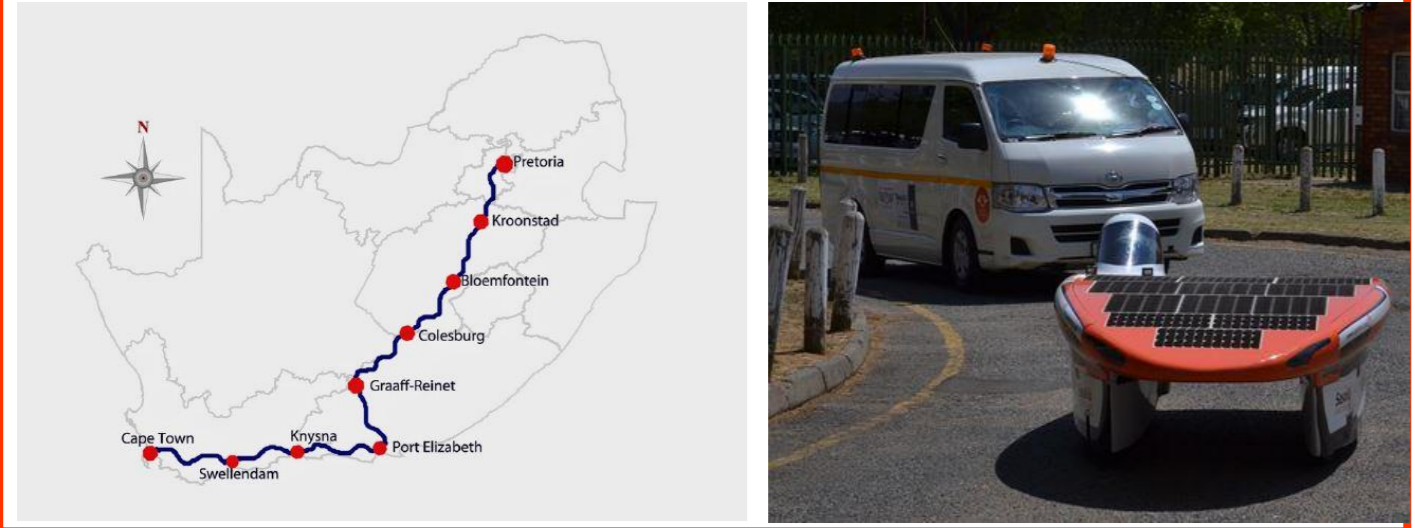 N
Pretoria
Kroonstad
Bloemfontein
Colesburg
Graaff-Reinet
Cape Town
Knysna
Port Elizabeth
Swellendam